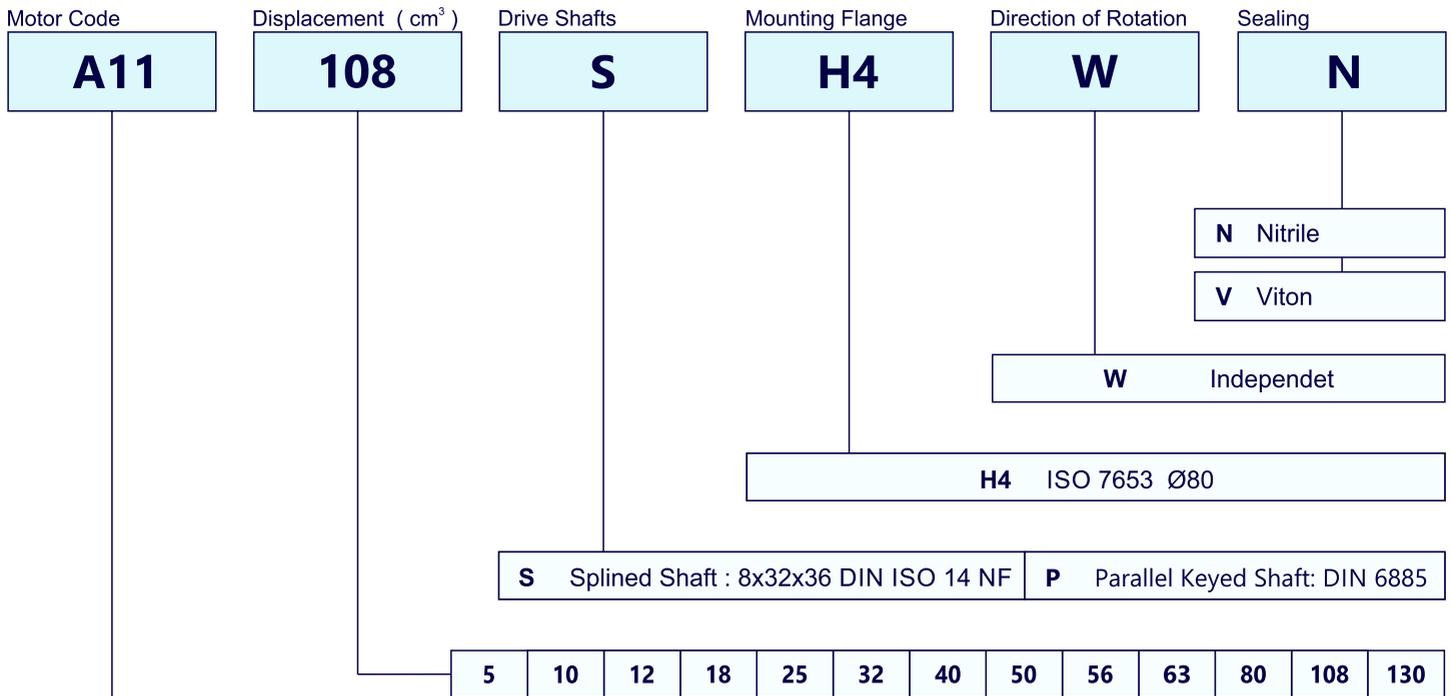 Motor Code Displacement ( cm³ ) Drive Shafts Mounting Flange Direction of Rotation Sealing
A11 108 S H4 W N
N Nitrile
V Viton
W Independet
H4 ISO 7653 Ø80
S Splined Shaft : 8x32x36 DIN ISO 14 NF P Parallel Keyed Shaft: DIN 6885
5 10 12 18 25 32 40 50 56 63 80 108 130